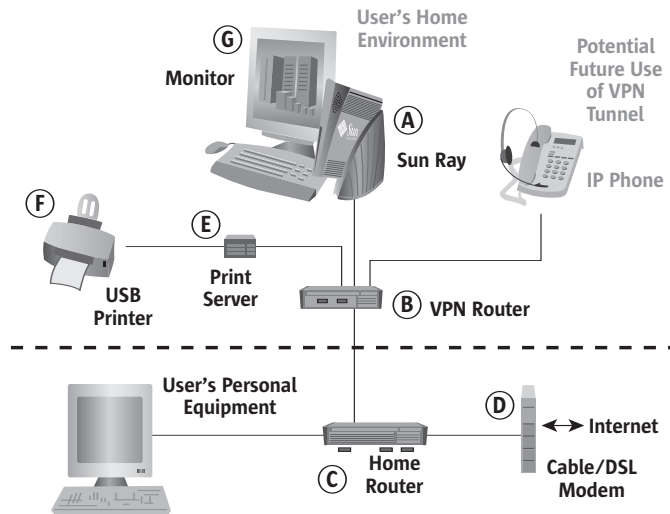 User's Home
Environment
G
Monitor
Potential
Future Use
of VPN
Tunnel
A
Sun Ray
Sun
IP Phone
F
E
Print
Server
USB
Printer
B
VPN Router
User's Personal
Equipment
D
Internet
C
Home
Router
Cable/DSL
Modem